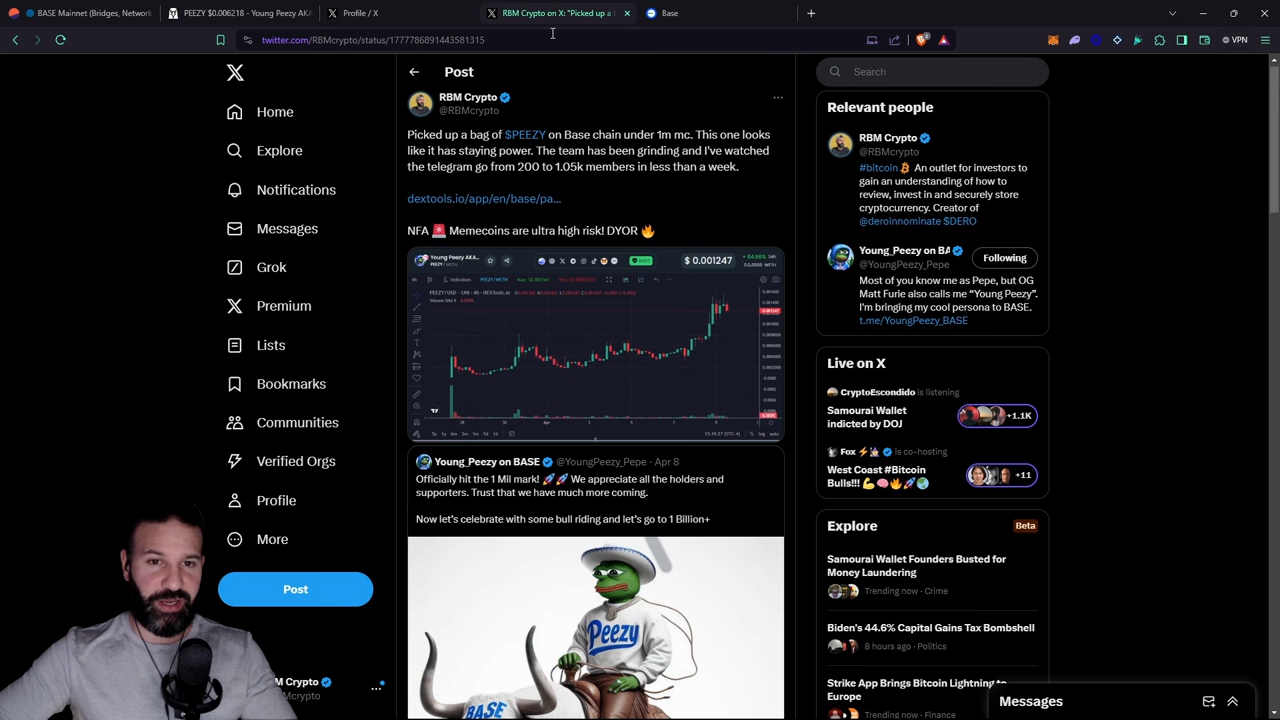 BASE Mainnet (Bridges, Network
PEEZY $0.006218 - Young Peezy AKA
Profile / X
RBM Crypto on X: "Picked up a
Base
twitter.com/RBMcrypto/status/1777786891443581315
VPN
Home
Explore
Notifications
Messages
Grok
Premium
Lists
Bookmarks
Communities
Verified Orgs
Profile
More
Post
Post
RBM Crypto
@RBMcrypto
Picked up a bag of $PEEZY on Base chain under 1m mc. This one looks
like it has staying power. The team has been grinding and I've watched
the telegram go from 200 to 1.05k members in less than a week.
dextools.io/app/en/base/pa...
NFA 🚨 Memecoins are ultra high risk! DYOR 🔥
Young Peezy AKA...
$ 0.001247
Indicators
Young_Peezy on BASE
@YoungPeezy_Pepe · Apr 8
Officially hit the 1 Mil mark! 🚀🚀 We appreciate all the holders and
supporters. Trust that we have much more coming.
Now let's celebrate with some bull riding and let's go to 1 Billion+
Peezy
BASE
Search
Relevant people
RBM Crypto
@RBMcrypto
#bitcoin An outlet for investors to
gain an understanding of how to
review, invest in and securely store
cryptocurrency. Creator of
@deroinnominate $DERO
Young_Peezy on BA
@YoungPeezy_Pepe
Following
Most of you know me as Pepe, but OG
Matt Furie also calls me “Young Peezy”.
I'm bringing my cool persona to BASE.
t.me/YoungPeezy_BASE
Live on X
CryptoEscondido is listening
Samourai Wallet
indicted by DOJ
+1.1K
Fox is co-hosting
West Coast #Bitcoin
Bulls!!!
+11
Explore
Beta
Samourai Wallet Founders Busted for
Money Laundering
Trending now · Crime
Biden's 44.6% Capital Gains Tax Bombshell
8 hours ago · Politics
Strike App Brings Bitcoin Lightning to
Europe
Trending now · Finance
Messages
M Crypto
Mcrypto